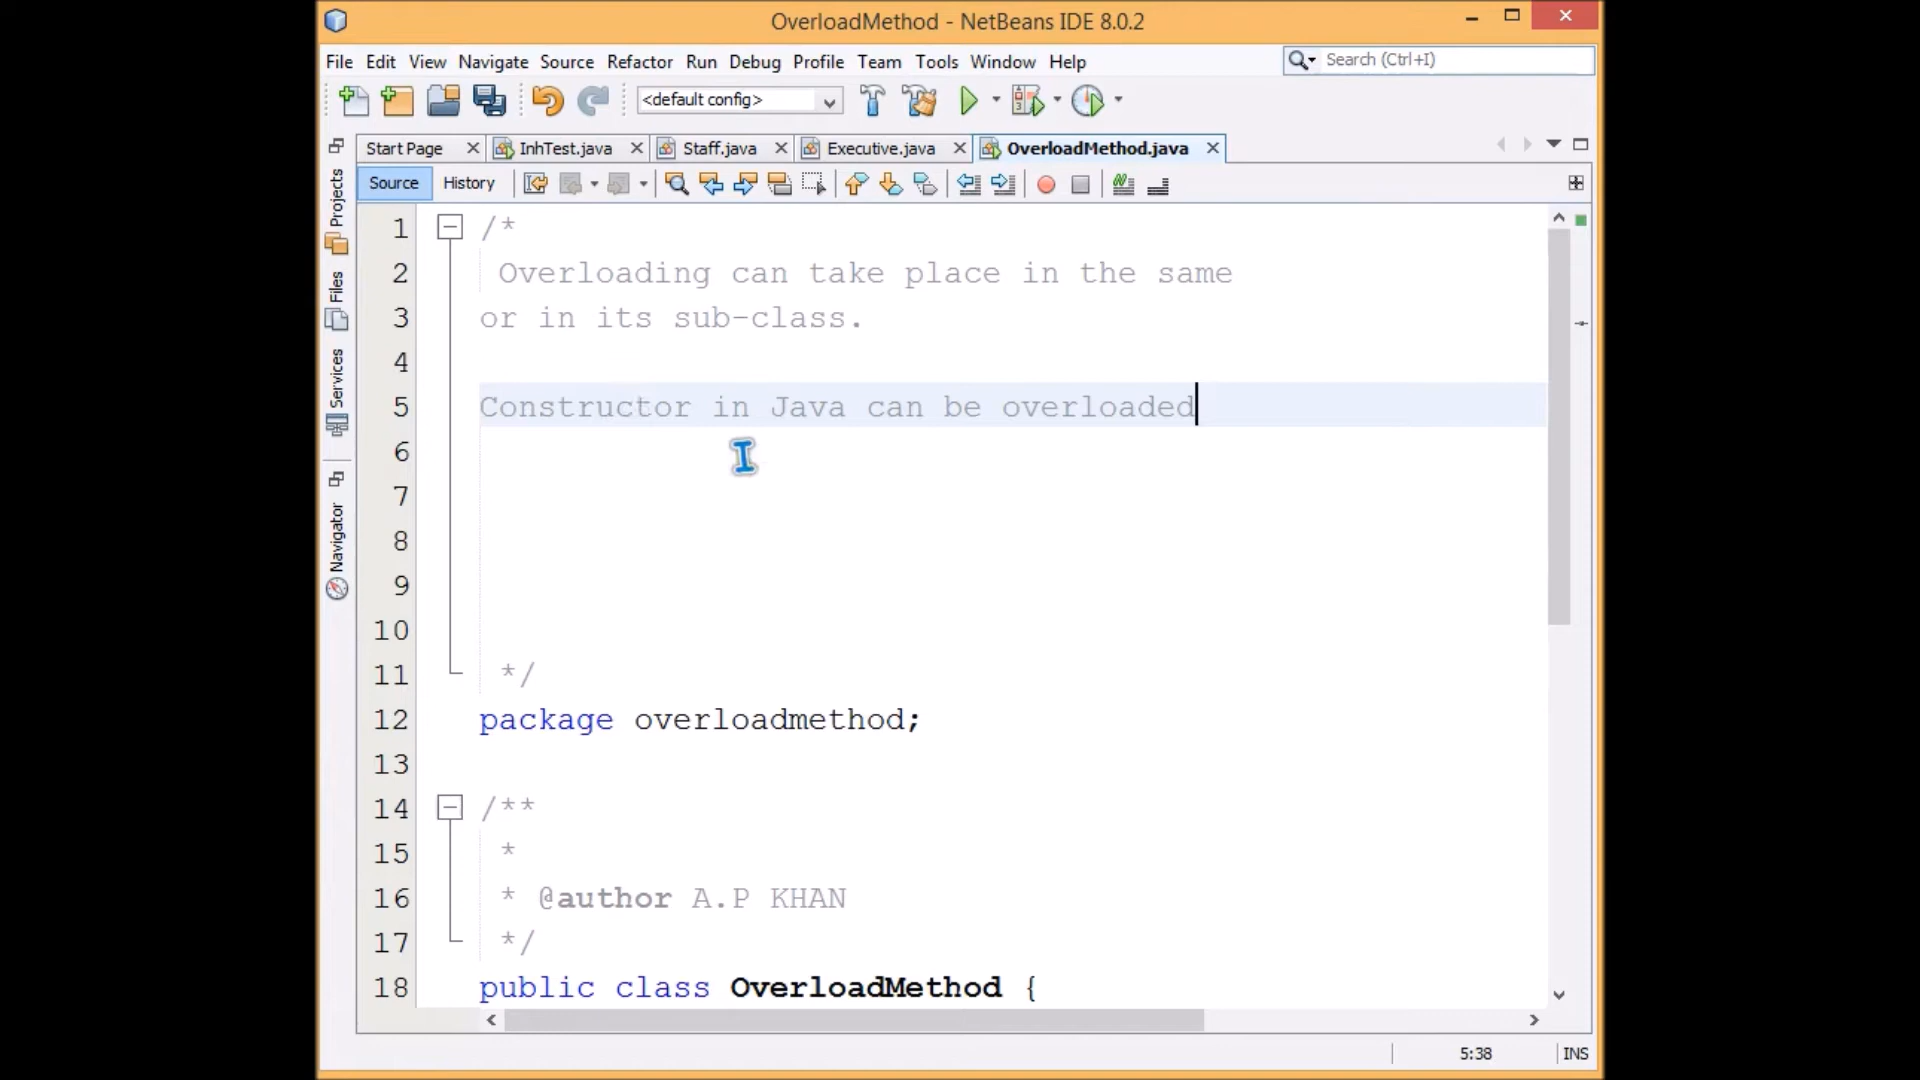 OverloadMethod - NetBeans IDE 8.0.2
File Edit View Navigate Source Refactor Run Debug Profile Team Tools Window Help
Search (Ctrl+I)
<default config>
Start Page InhTest.java Staff.java Executive.java OverloadMethod.java
Source History
Projects
Files
Services
Navigator
1 /*
2 Overloading can take place in the same
3 or in its sub-class.
4
5 Constructor in Java can be overloaded
6
7
8
9
10
11 */
12 package overloadmethod;
13
14 /**
15 *
16 * @author A.P KHAN
17 */
18 public class OverloadMethod {
5:38 INS